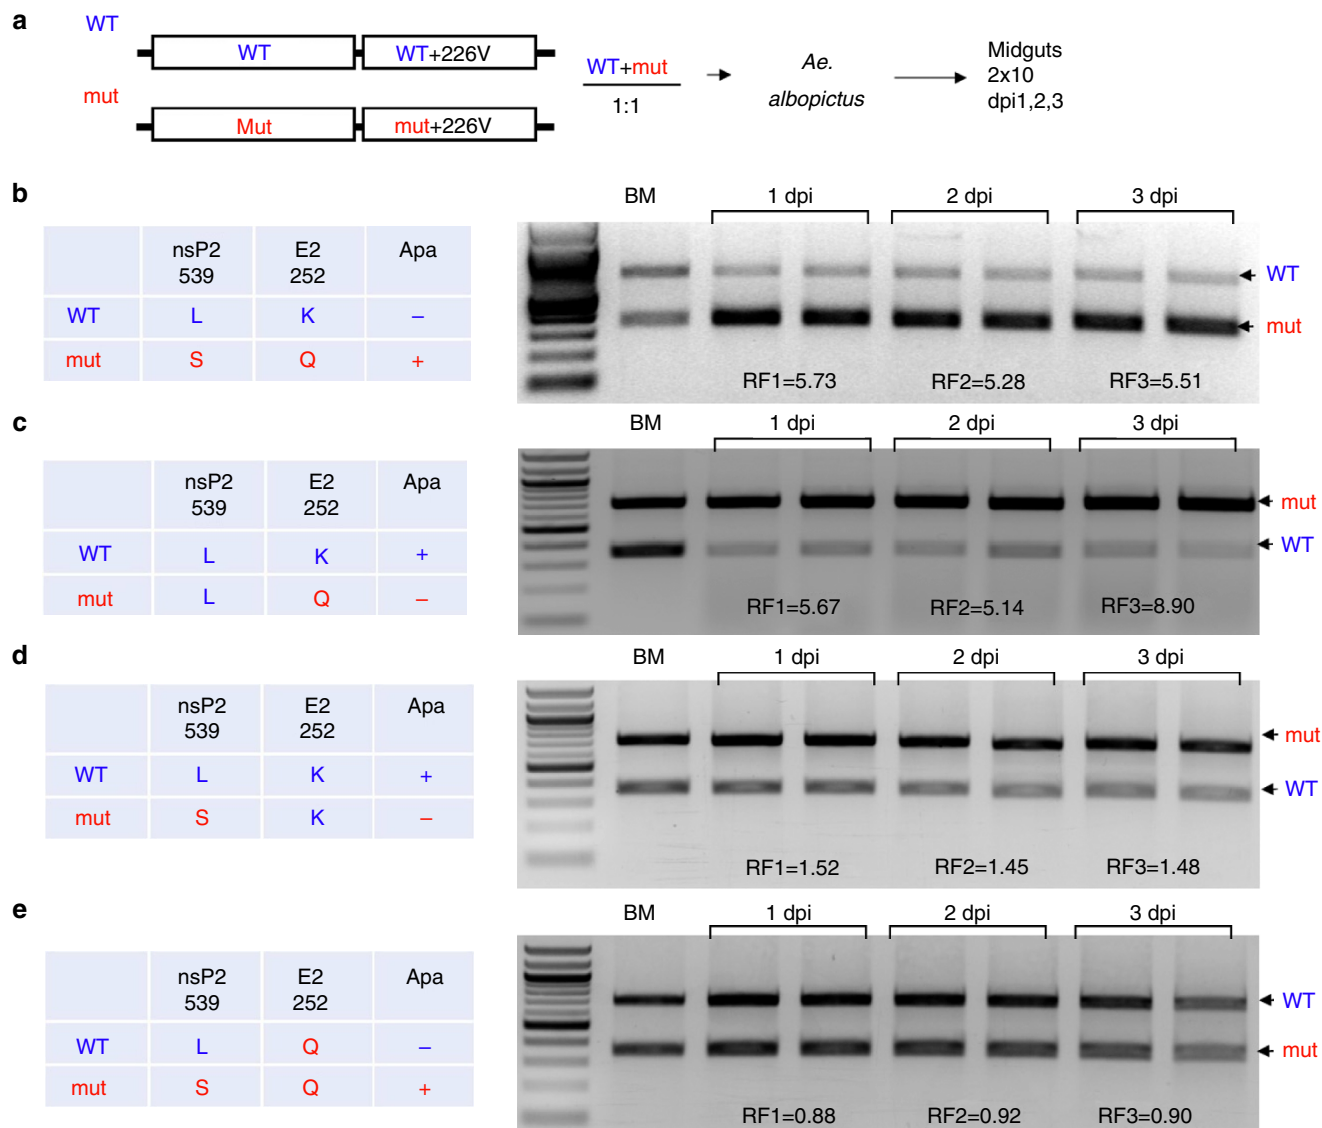 a
WT
WT WT+226V
mut
Mut mut+226V
WT+mut
1:1
Ae.
albopictus
Midguts
2x10
dpi1,2,3
b
nsP2 539 E2 252 Apa
WT L K –
mut S Q +
BM 1 dpi 2 dpi 3 dpi
WT
mut
RF1=5.73 RF2=5.28 RF3=5.51
c
nsP2 539 E2 252 Apa
WT L K +
mut L Q –
BM 1 dpi 2 dpi 3 dpi
mut
WT
RF1=5.67 RF2=5.14 RF3=8.90
d
nsP2 539 E2 252 Apa
WT L K +
mut S K –
BM 1 dpi 2 dpi 3 dpi
mut
WT
RF1=1.52 RF2=1.45 RF3=1.48
e
nsP2 539 E2 252 Apa
WT L Q –
mut S Q +
BM 1 dpi 2 dpi 3 dpi
WT
mut
RF1=0.88 RF2=0.92 RF3=0.90